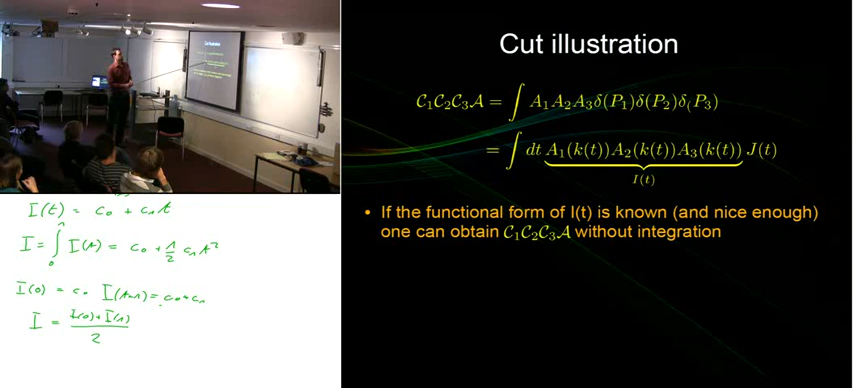 Cut illustration
C₁C₂C₃A = ∫ A₁A₂A₃δ(P₁)δ(P₂)δ₍P₃)
= ∫ dt A₁(k(t))A₂(k(t))A₃(k(t)) J(t)
I(t)
• If the functional form of I(t) is known (and nice enough)
one can obtain C₁C₂C₃A without integration
I(t) = c₀ + c₁t
I = ∫₀¹ I(t) = c₀ + 1/2 c₁t²
I(0) = c₀ I(t=1) = c₀+c₁
I = I(0)+I(1) / 2